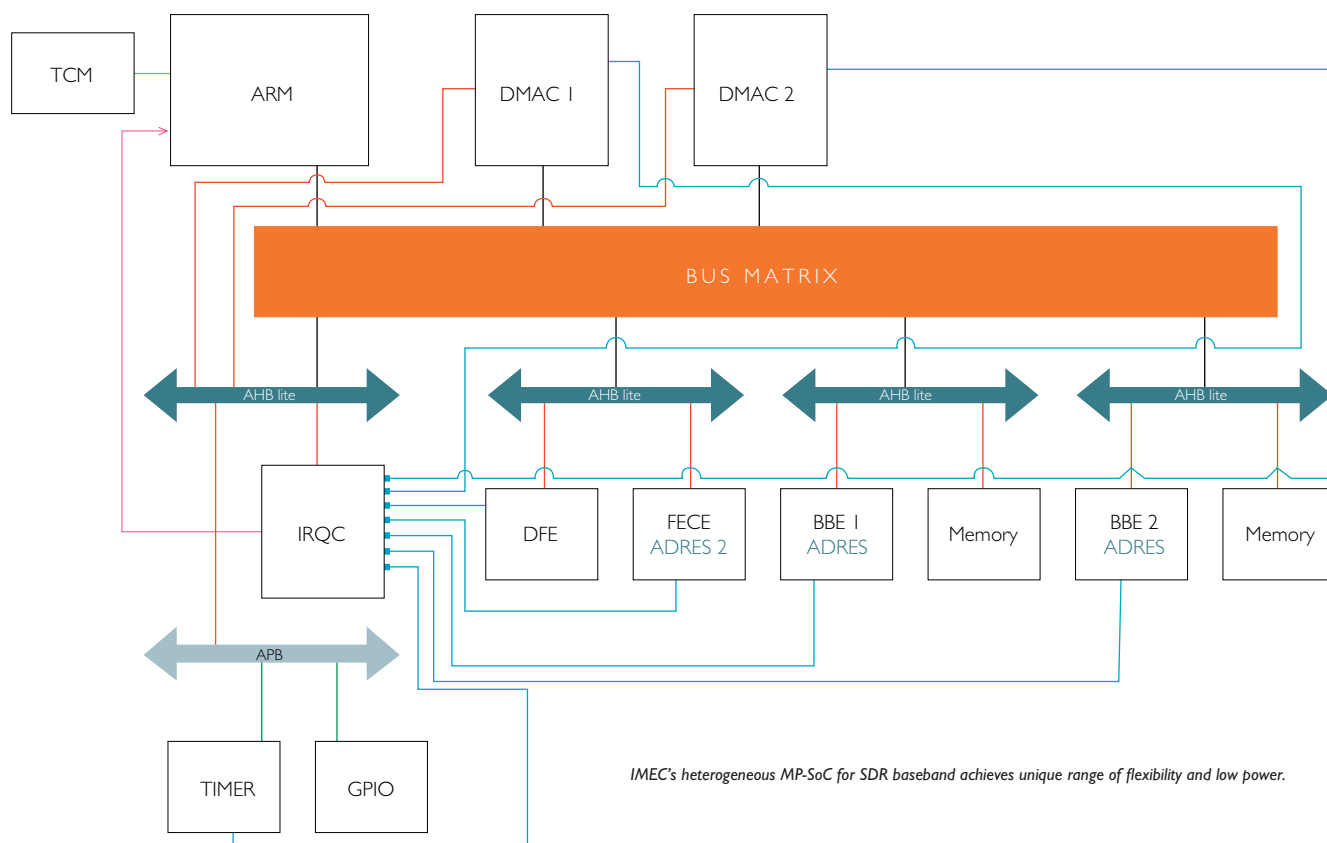 TCM
ARM
DMAC 1
DMAC 2
BUS MATRIX
AHB lite
AHB lite
AHB lite
AHB lite
IRQC
DFE
FECE
ADRES 2
BBE 1
ADRES
Memory
BBE 2
ADRES
Memory
APB
TIMER
GPIO
IMEC's heterogeneous MP-SoC for SDR baseband achieves unique range of flexibility and low power.